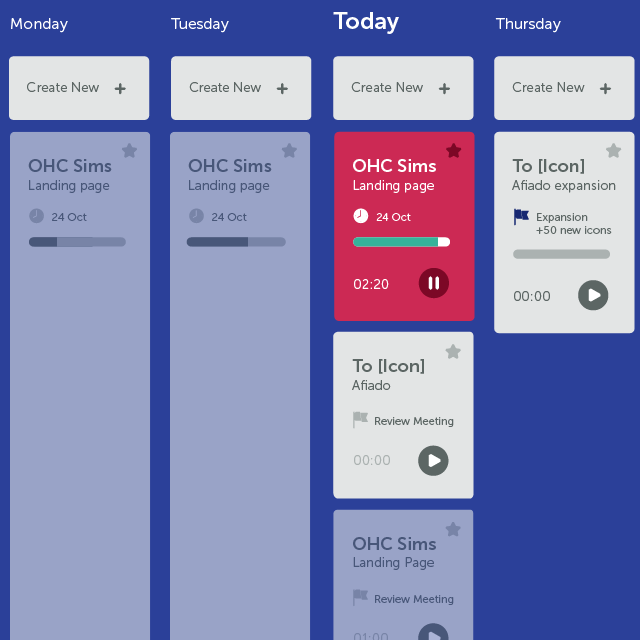 Monday
Create New +
OHC Sims
Landing page
24 Oct
Tuesday
Create New +
OHC Sims
Landing page
24 Oct
Today
Create New +
OHC Sims
Landing page
24 Oct
02:20
To [Icon]
Afiado
Review Meeting
00:00
OHC Sims
Landing Page
Review Meeting
01:00
Thursday
Create New +
To [Icon]
Afiado expansion
Expansion
+50 new icons
00:00